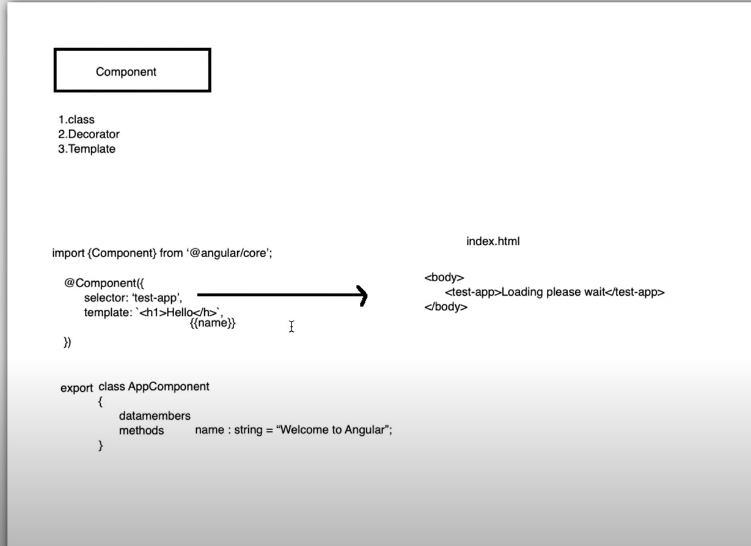 Component
1.class
2.Decorator
3.Template
index.html
import {Component} from ‘@angular/core’;
@Component({
selector: ‘test-app’,
template: `<h1>Hello</h>`,
{{name}}
})
<body>
<test-app>Loading please wait</test-app>
</body>
export class AppComponent
{
datamembers
methods name : string = “Welcome to Angular”;
}